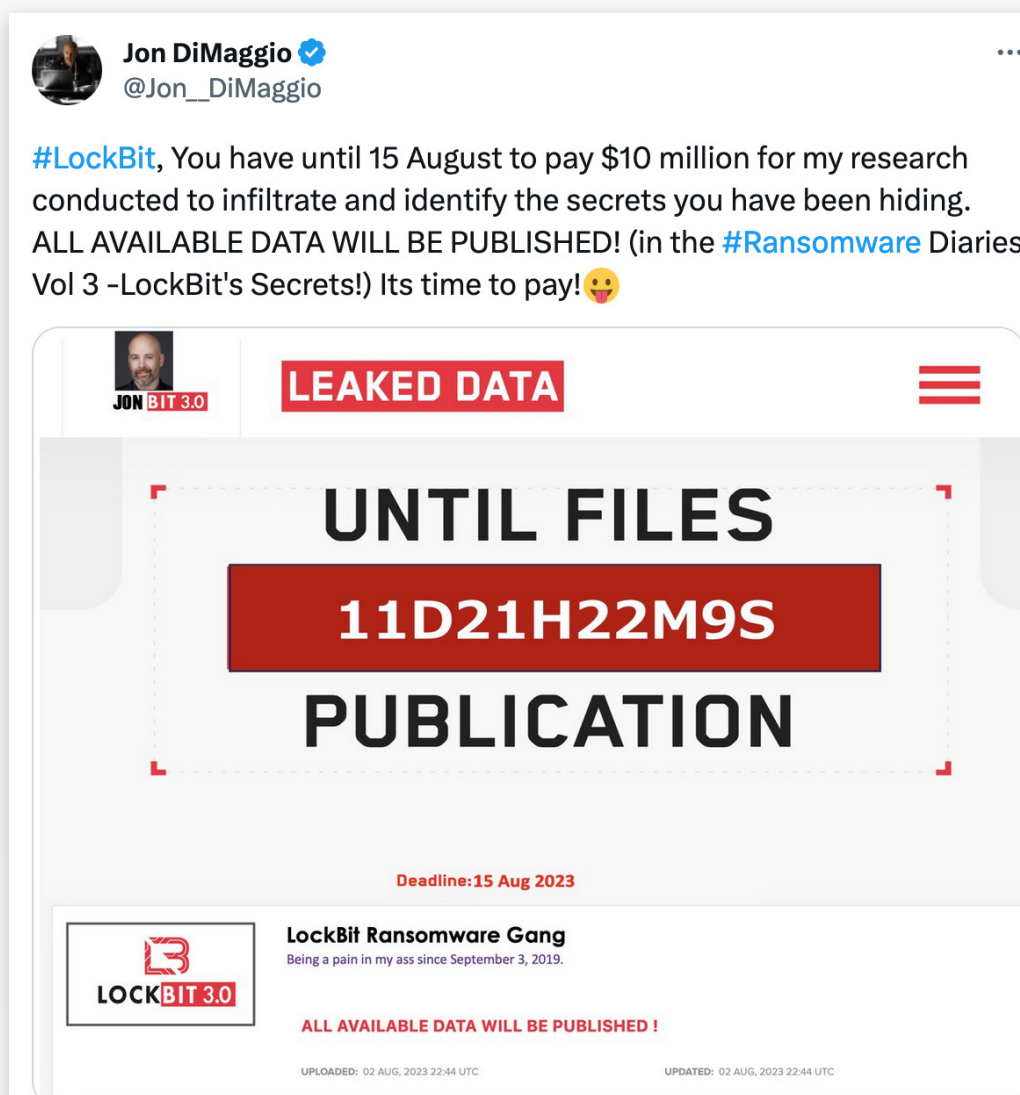 Jon DiMaggio
@Jon__DiMaggio
#LockBit, You have until 15 August to pay $10 million for my research
conducted to infiltrate and identify the secrets you have been hiding.
ALL AVAILABLE DATA WILL BE PUBLISHED! (in the #Ransomware Diaries
Vol 3 -LockBit's Secrets!) Its time to pay!😛
JON BIT 3.0
LEAKED DATA
UNTIL FILES
11D21H22M9S
PUBLICATION
Deadline:15 Aug 2023
LockBit Ransomware Gang
Being a pain in my ass since September 3, 2019.
LOCKBIT 3.0
ALL AVAILABLE DATA WILL BE PUBLISHED !
UPLOADED: 02 AUG, 2023 22:44 UTC
UPDATED: 02 AUG, 2023 22:44 UTC